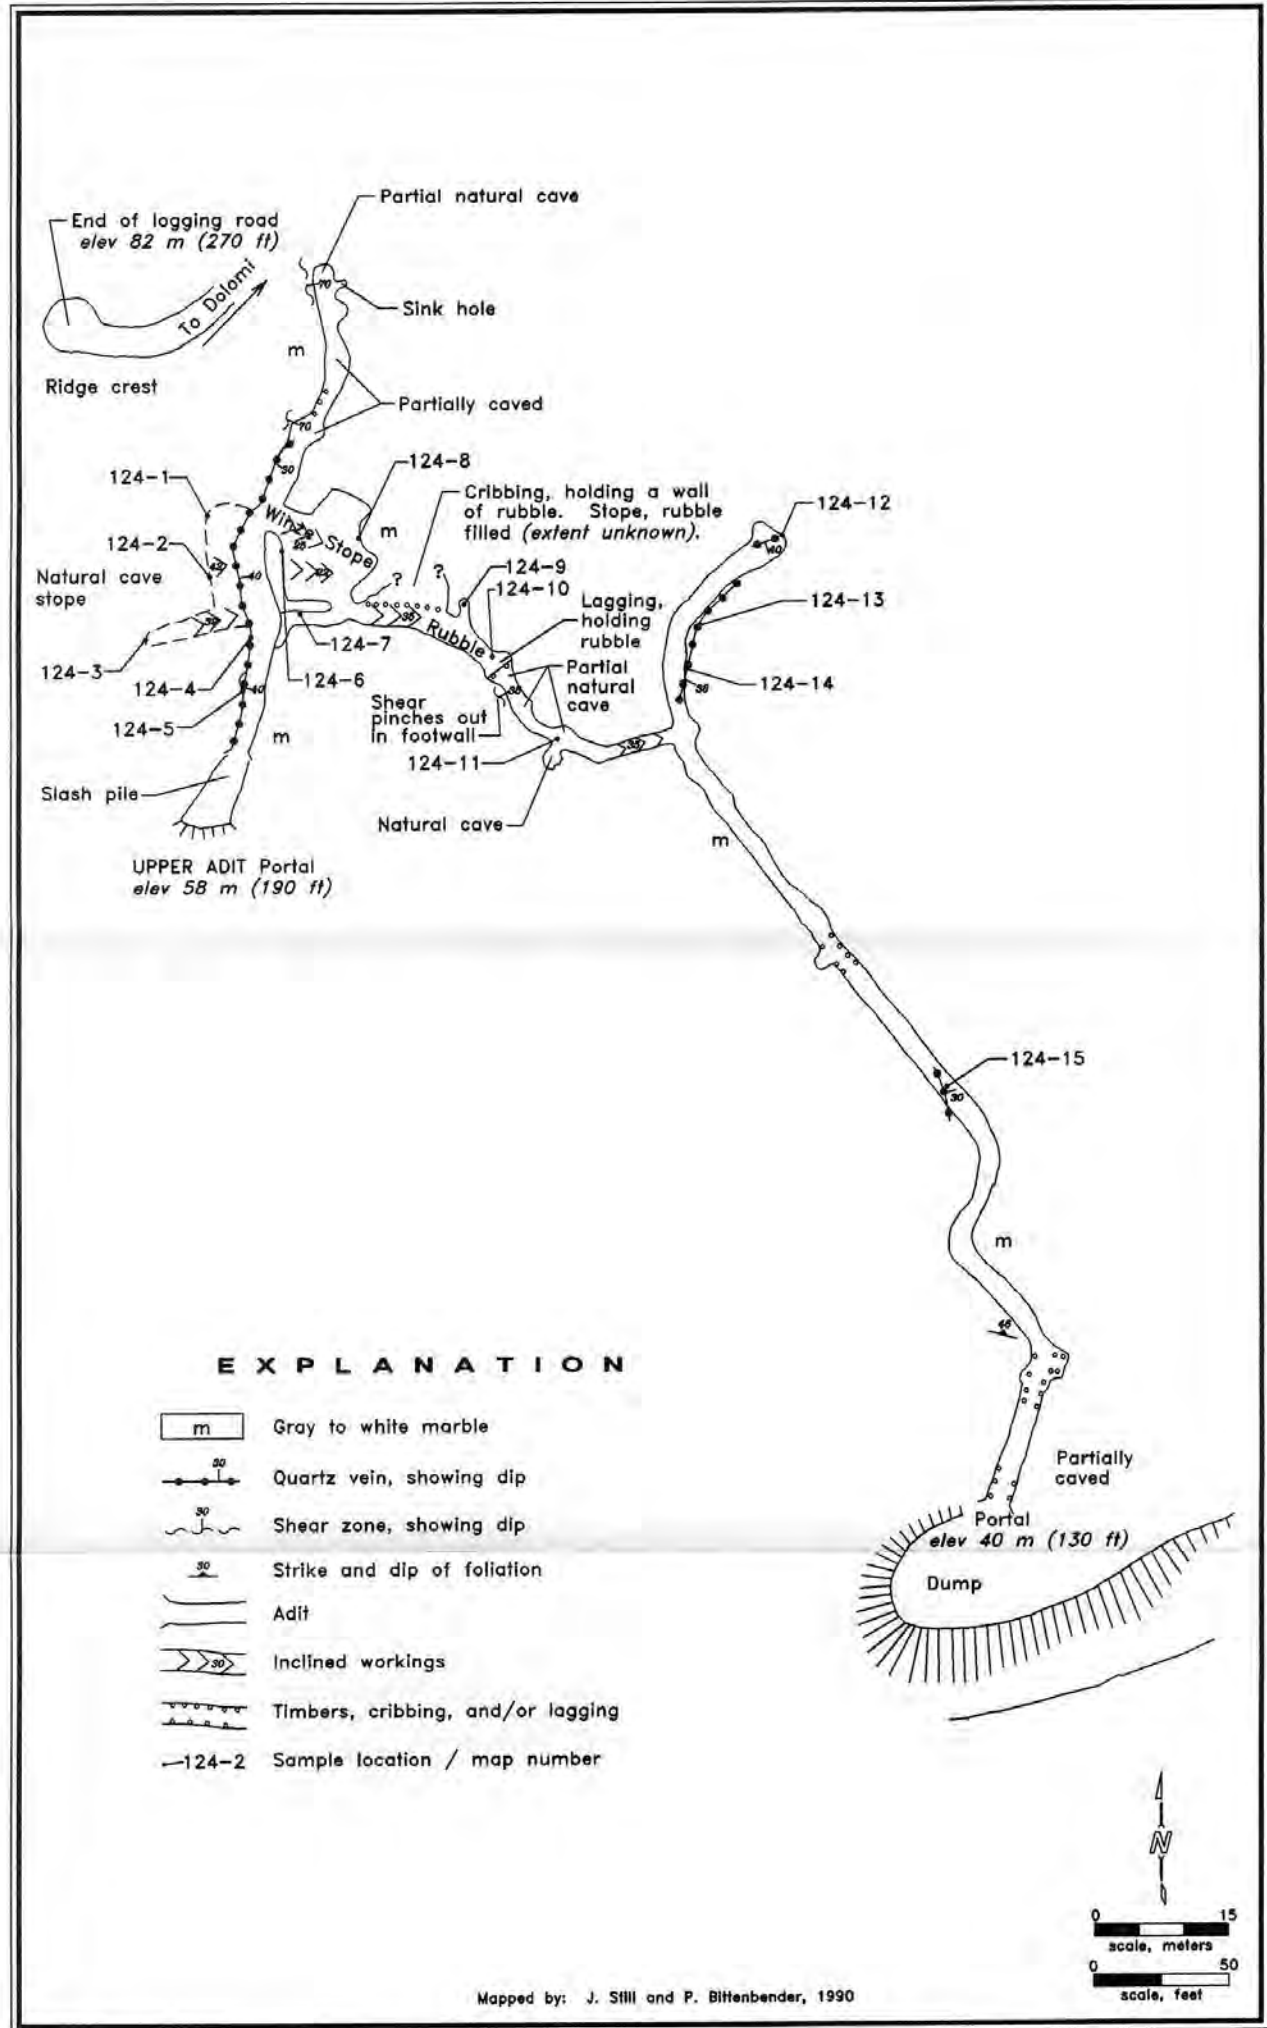 Partial natural cave
End of logging road
elev 82 m (270 ft)
To Dolomi
70
Sink hole
m
Ridge crest
Partially caved
70
50
124-1
124-8
Cribbing, holding a wall
of rubble. Stope, rubble
filled (extent unknown).
Winze
Stope
m
124-12
40
124-2
Natural cave
stope
40
?
?
124-9
124-10
Lagging,
holding
rubble
124-13
35
Rubble
124-7
124-3
124-4
124-6
Partial
natural
cave
124-14
Shear
pinches out
in footwall
40
124-5
m
124-11
35
Slash pile
Natural cave
m
UPPER ADIT Portal
elev 58 m (190 ft)
124-15
30
m
45
EXPLANATION
m
Gray to white marble
30
Quartz vein, showing dip
30
Shear zone, showing dip
30
Strike and dip of foliation
Adit
30
Inclined workings
Timbers, cribbing, and/or lagging
124-2
Sample location / map number
Partially
caved
Portal
elev 40 m (130 ft)
Dump
N
0 15
scale, meters
0 50
scale, feet
Mapped by: J. Still and P. Bittenbender, 1990